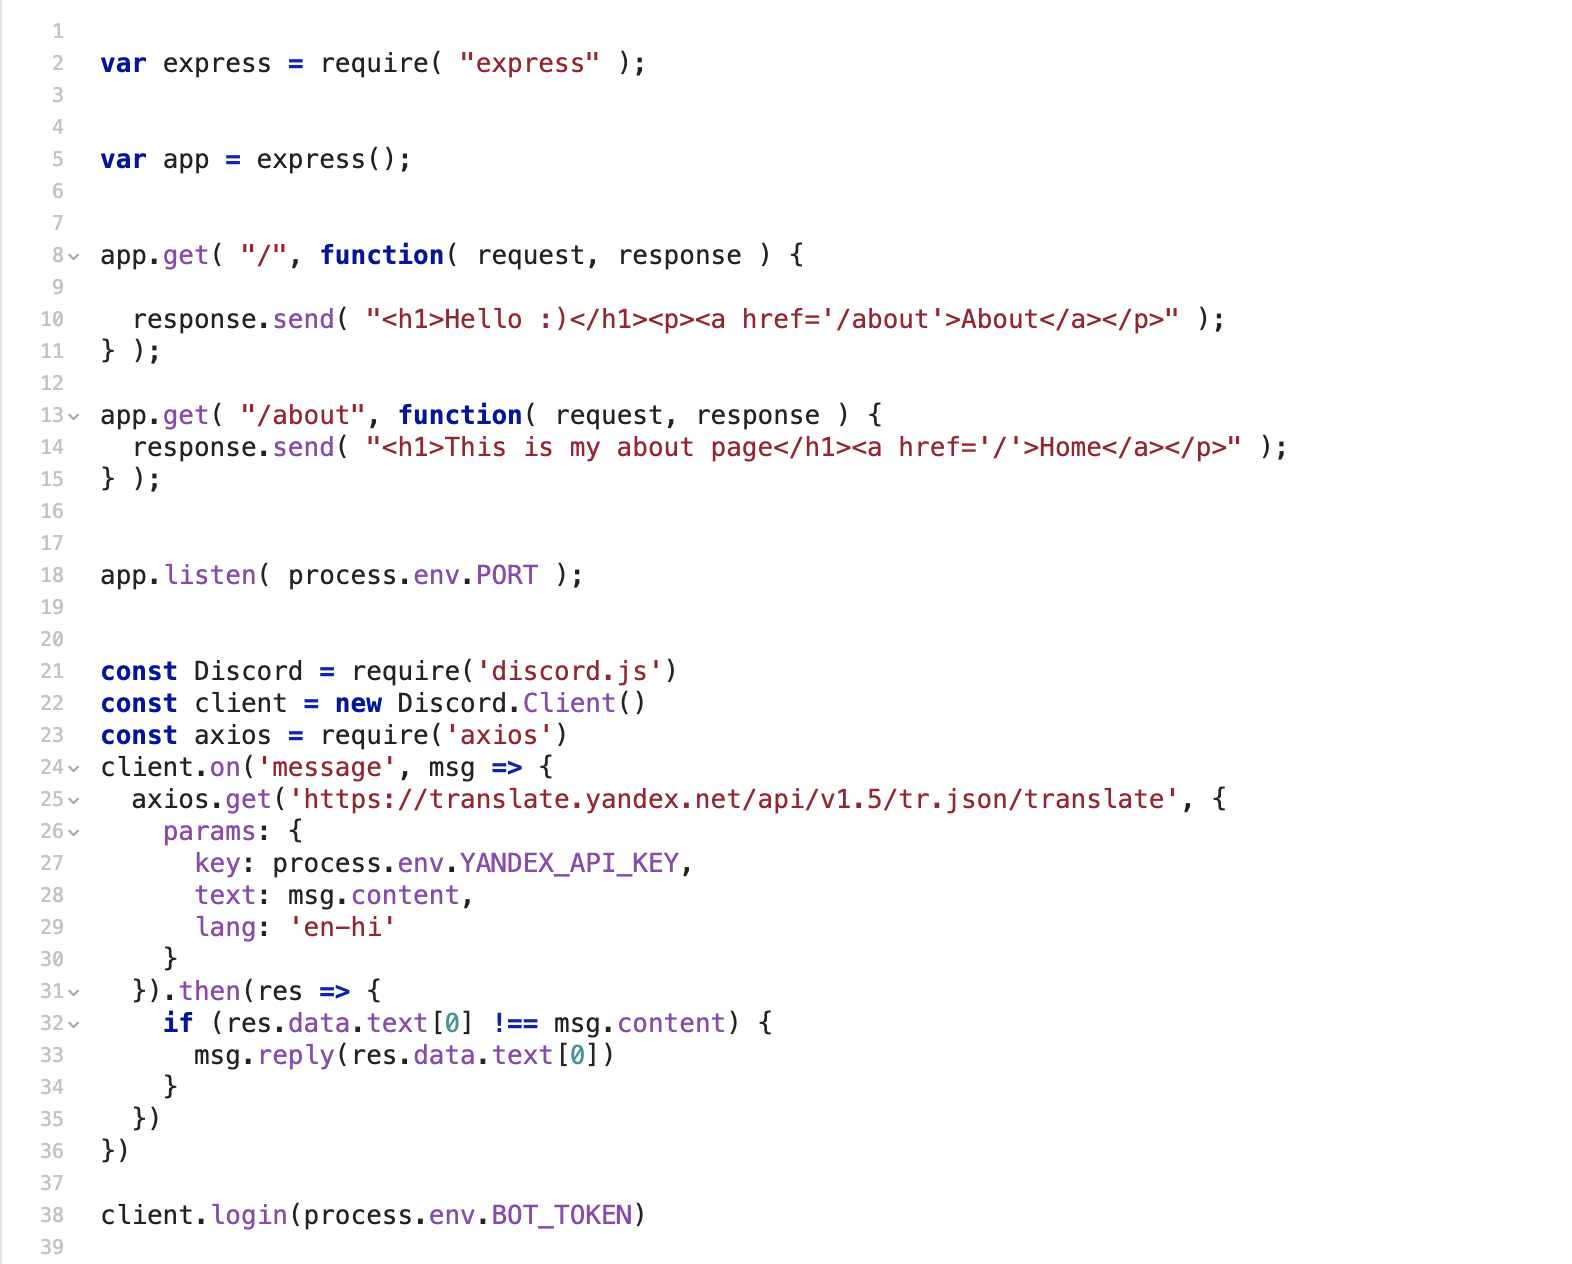 1
2 var express = require( "express" );
3
4
5 var app = express();
6
7
8 app.get( "/", function( request, response ) {
9
10   response.send( "<h1>Hello :)</h1><p><a href='/about'>About</a></p>" );
11 } );
12
13 app.get( "/about", function( request, response ) {
14   response.send( "<h1>This is my about page</h1><a href='/'>Home</a></p>" );
15 } );
16
17
18 app.listen( process.env.PORT );
19
20
21 const Discord = require('discord.js')
22 const client = new Discord.Client()
23 const axios = require('axios')
24 client.on('message', msg => {
25   axios.get('https://translate.yandex.net/api/v1.5/tr.json/translate', {
26     params: {
27       key: process.env.YANDEX_API_KEY,
28       text: msg.content,
29       lang: 'en-hi'
30     }
31   }).then(res => {
32     if (res.data.text[0] !== msg.content) {
33       msg.reply(res.data.text[0])
34     }
35   })
36 })
37
38 client.login(process.env.BOT_TOKEN)
39